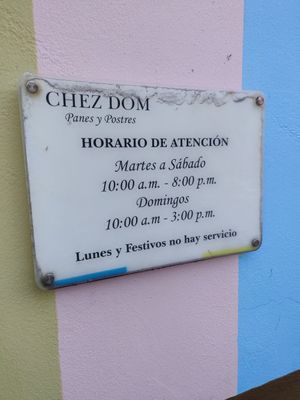 CHEZ DOM
Panes y Postres
HORARIO DE ATENCIÓN
Martes a Sábado
10:00 a.m. - 8:00 p.m.
Domingos
10:00 a.m - 3:00 p.m.
Lunes y Festivos no hay servicio